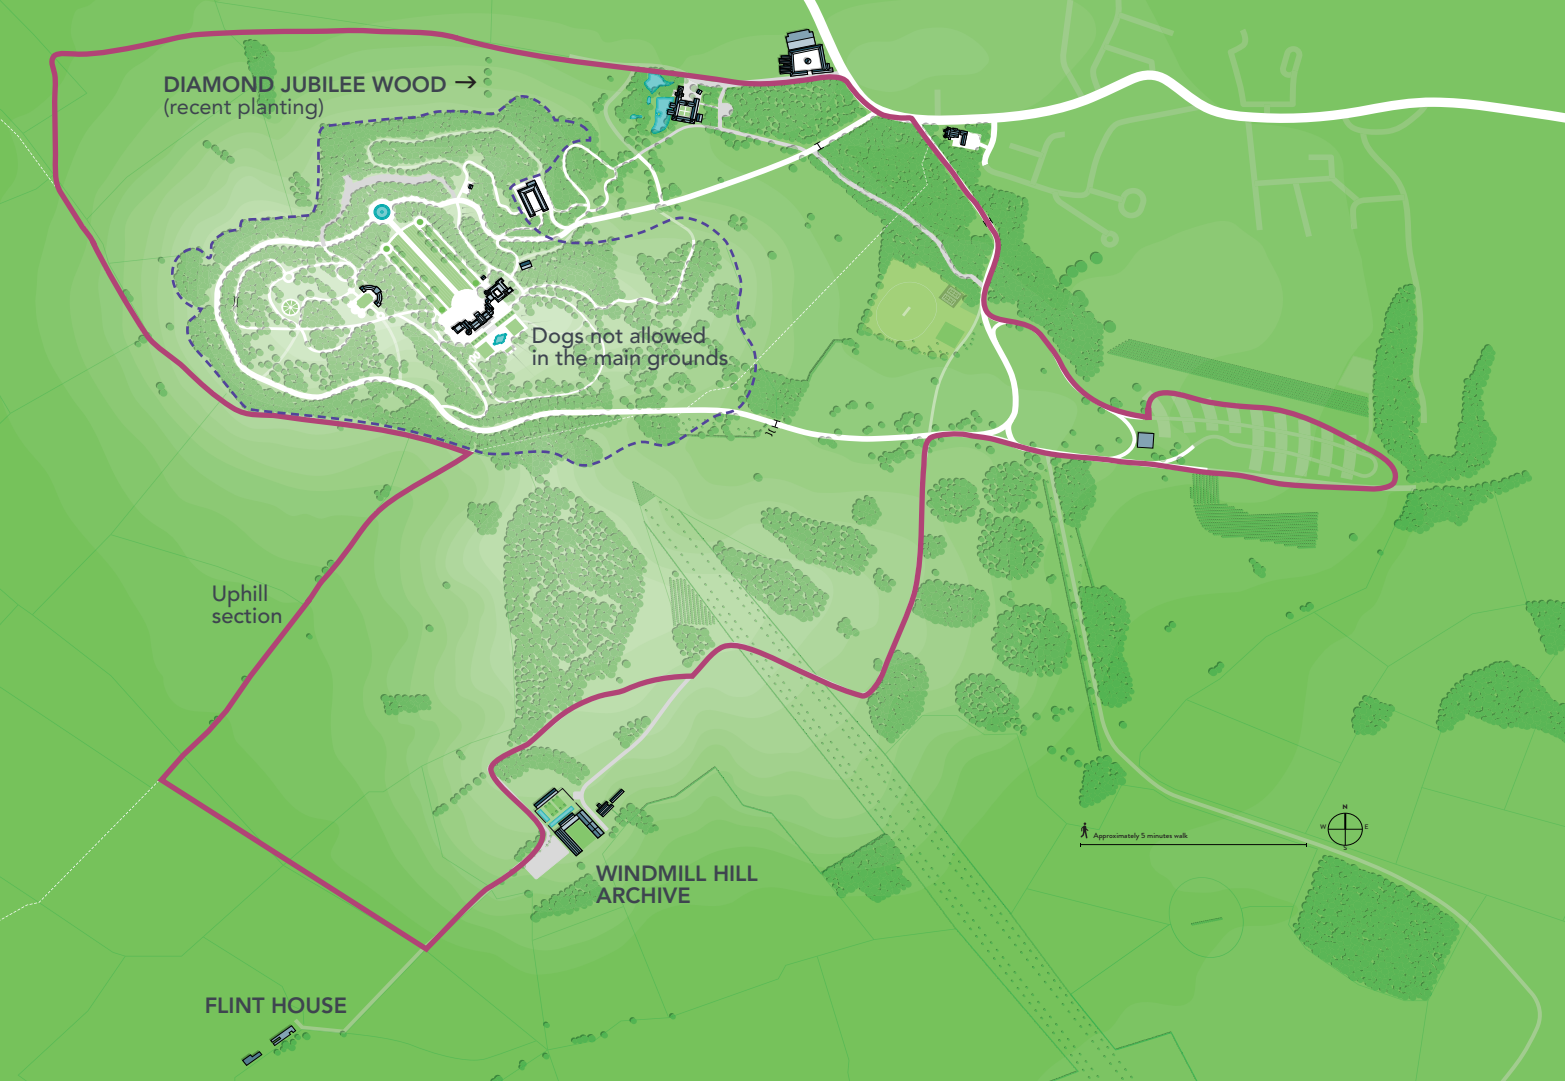 DIAMOND JUBILEE WOOD →
(recent planting)
Dogs not allowed
in the main grounds
Uphill
section
N
W E
S
Approximately 5 minutes walk
WINDMILL HILL
ARCHIVE
FLINT HOUSE